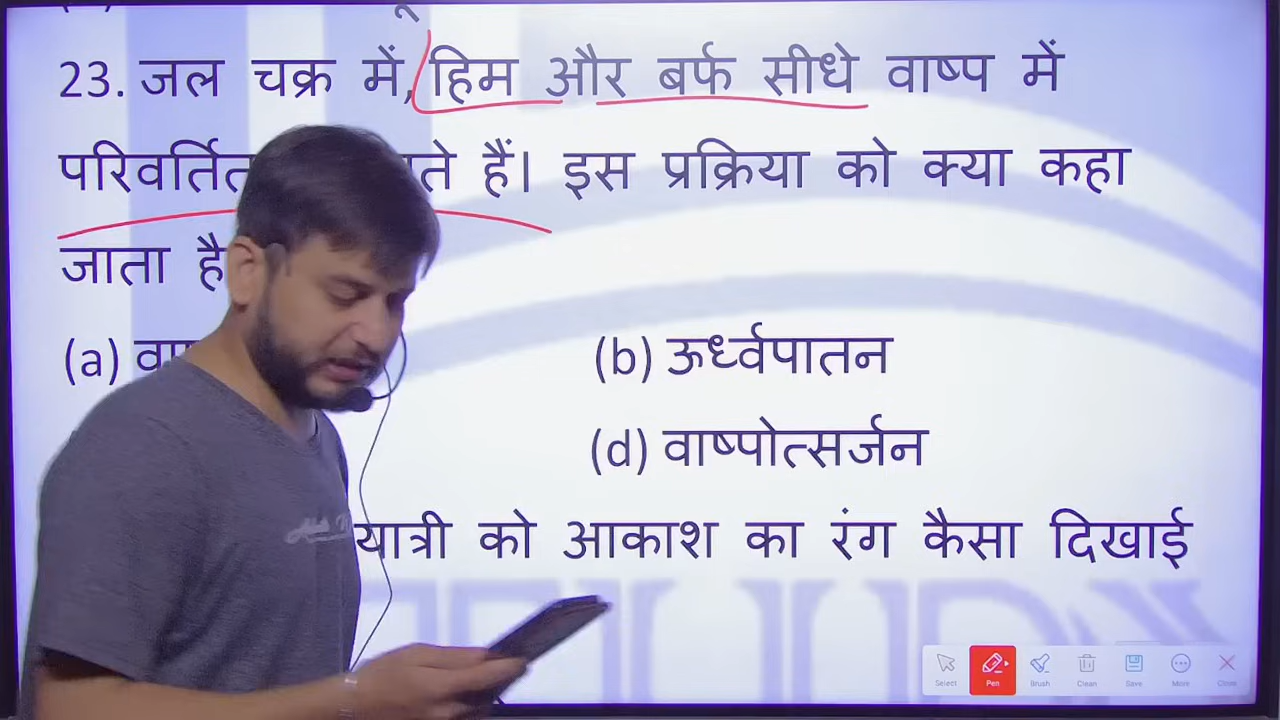 23. जल चक्र में, हिम और बर्फ सीधे वाष्प में
परिवर्तित हैं। इस प्रक्रिया को क्या कहा
जाता है
(a)
(b) ऊर्ध्वपातन
(d) वाष्पोत्सर्जन
यात्री को आकाश का रंग कैसा दिखाई
Select
Pen
Brush
Clean
Save
More
Close